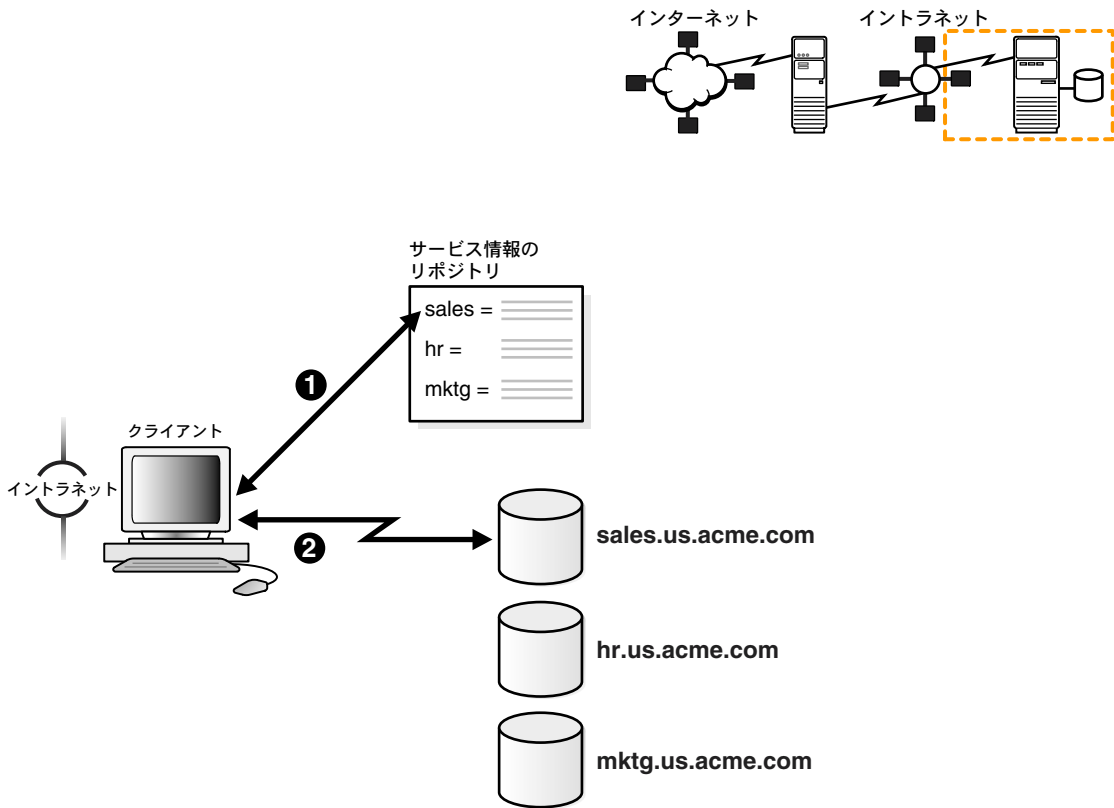 インターネット
イントラネット
サービス情報の
リポジトリ
sales =
hr =
mktg =
1
クライアント
イントラネット
2
sales.us.acme.com
hr.us.acme.com
mktg.us.acme.com